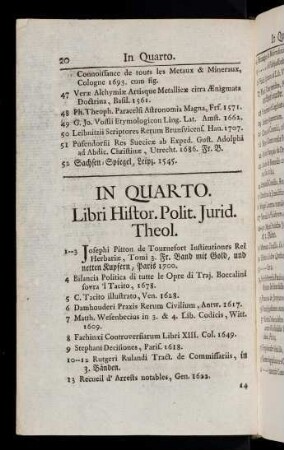 20 In Quarto.
Connoissance de tours les Metaux & Mineraux,
Cologne 1693. cum fig.
47 Veræ Alchymiæ Artisque Metallicæ citra Ænigmata
Doctrina, Basil. 1561.
48 Ph. Theoph. Paracelsi Astronomia Magna, Frf. 1571.
49 G. Jo. Vossii Etymologicon Ling. Lat. Amst. 1662.
50 Leibnitii Scriptores Rerum Brunsvicens. Han. 1707.
51 Pufendorfii Res Suecicæ ab Exped. Gust. Adolphi
ad Abdic. Christinæ, Utrecht. 1686. Fr. B.
52 Sachsen-Spiegel, Leipz. 1545.
IN QUARTO.
Libri Histor. Polit. Jurid.
Theol.
1-3 Josephi Pitton de Tournefort Institutiones Rei
Herbariæ, Tomi 3. Fr. Band mit Gold, und
netten Kupfern, Paris 1700.
4 Bilancia Politica di tutte le Opre di Traj. Boccalini
sovra 'l Tacito, 1678.
5 C. Tacito illustrato, Ven. 1628.
6 Damhouderi Praxis Rerum Civilium, Antw. 1617.
7 Matth. Wesenbecius in 3. & 4. Lib. Codicis, Witt.
1609.
8 Fachinæi Controversiarum Libri XIII. Col. 1649.
9 Stephani Decisiones, Paris. 1618.
10-12 Rutgeri Rulandi Tract. de Commissariis, in
3. Bänden.
13 Recueil d' Arrests notables, Gen. 1622.
14